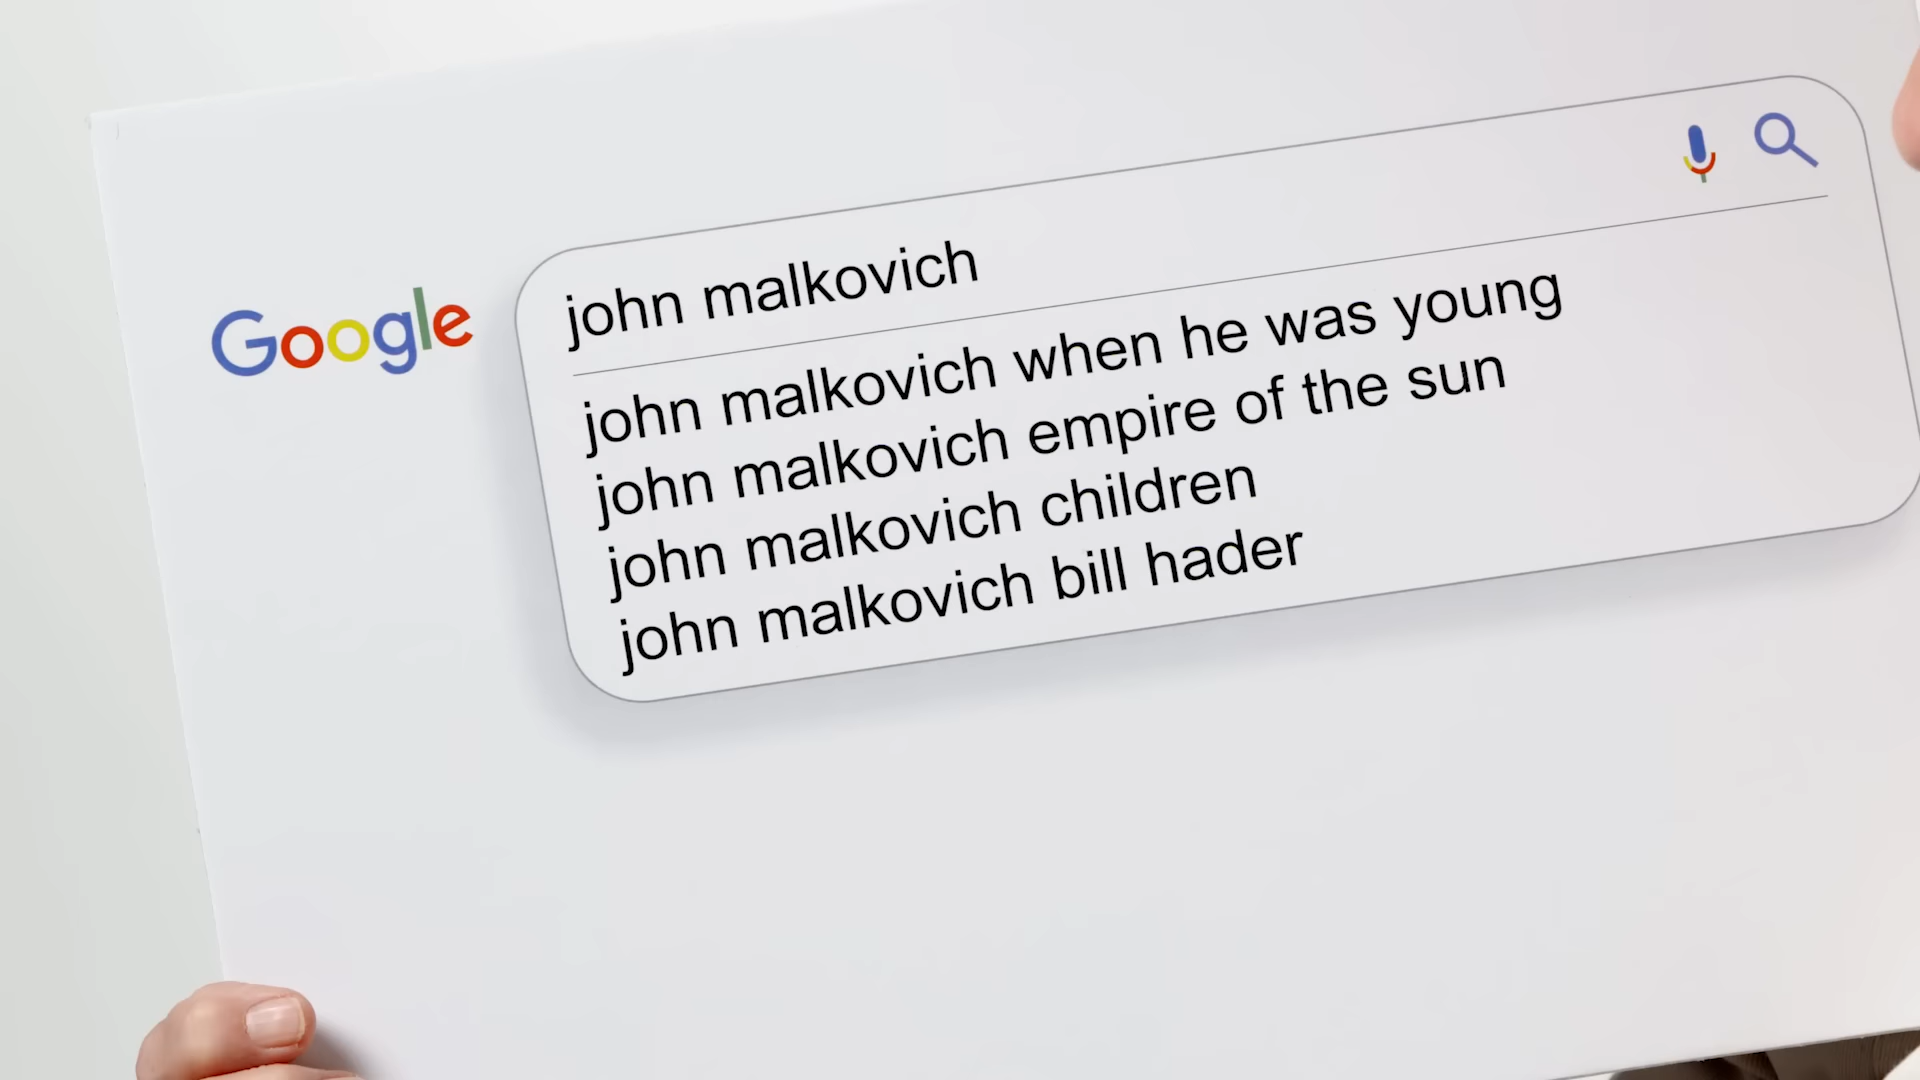 Google
john malkovich
john malkovich when he was young
john malkovich empire of the sun
john malkovich children
john malkovich bill hader